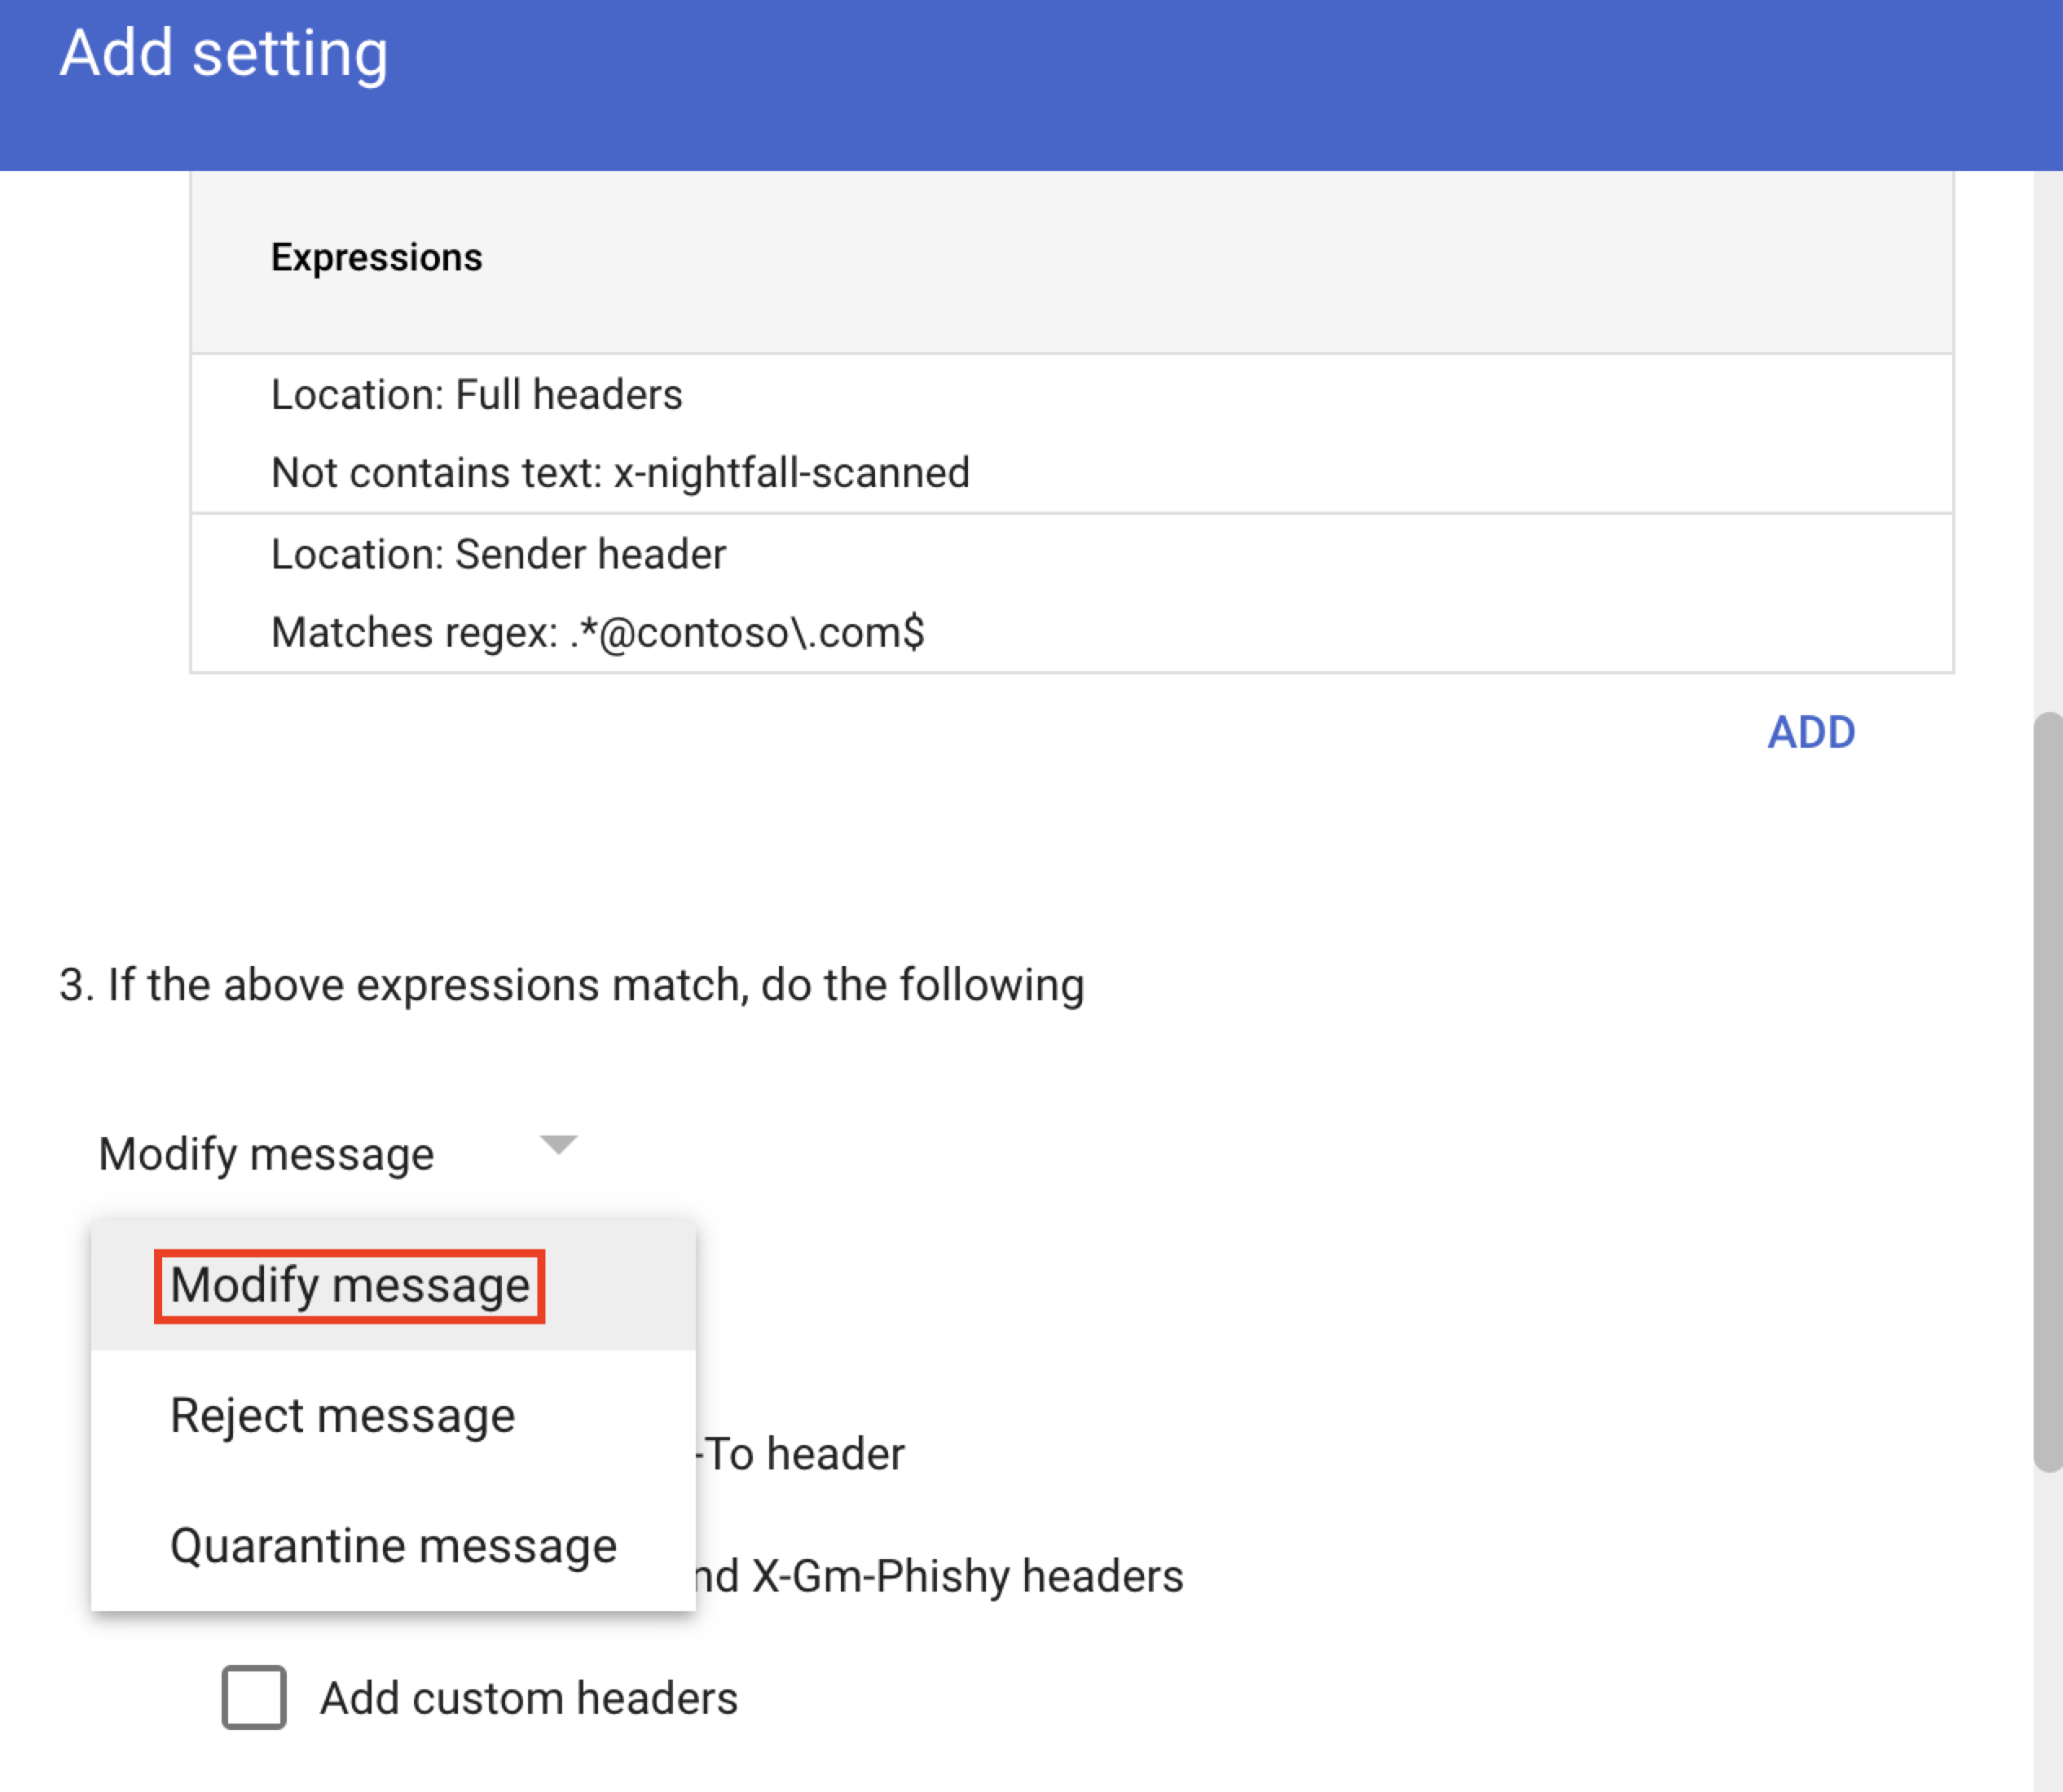 Add setting
Expressions
Location: Full headers
Not contains text: x-nightfall-scanned
Location: Sender header
Matches regex: .*@contoso\.com$
ADD
3. If the above expressions match, do the following
Modify message
Modify message
Reject message
-To header
Quarantine message
nd X-Gm-Phishy headers
Add custom headers